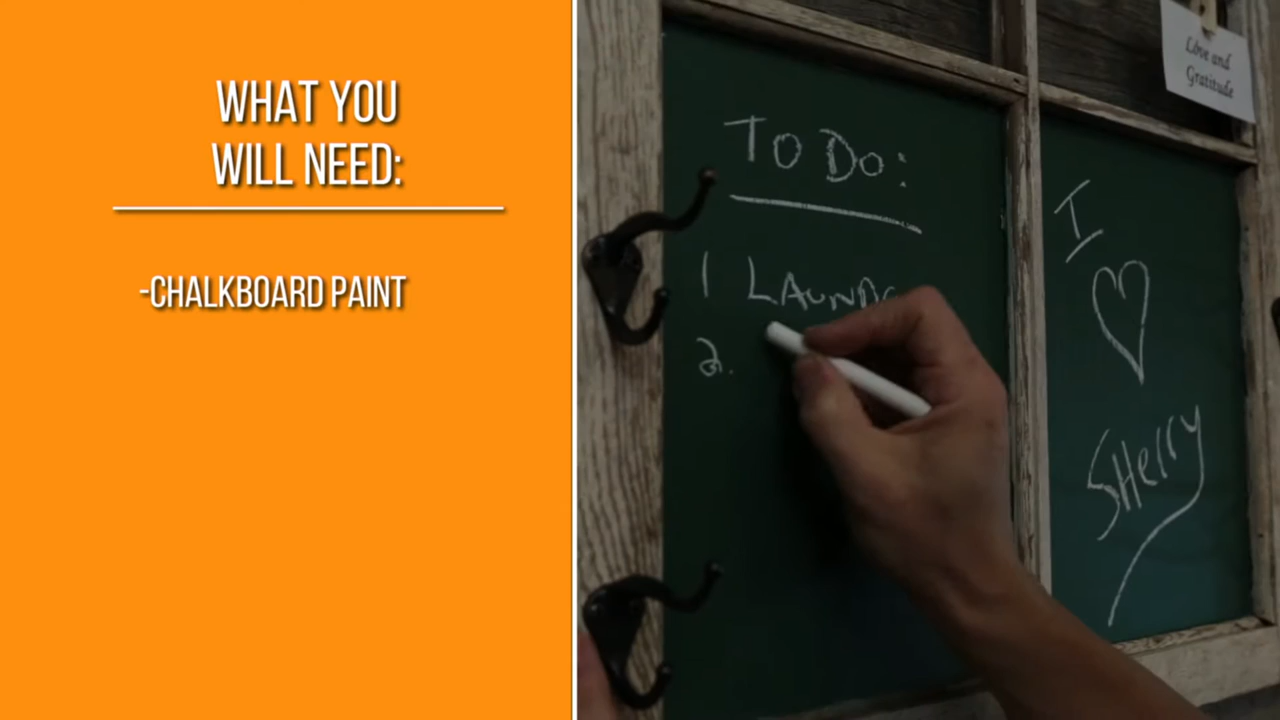 WHAT YOU
WILL NEED:
-CHALKBOARD PAINT
TO DO:
1 LAUND
2.
I
SHerry
Love and
Gratitude